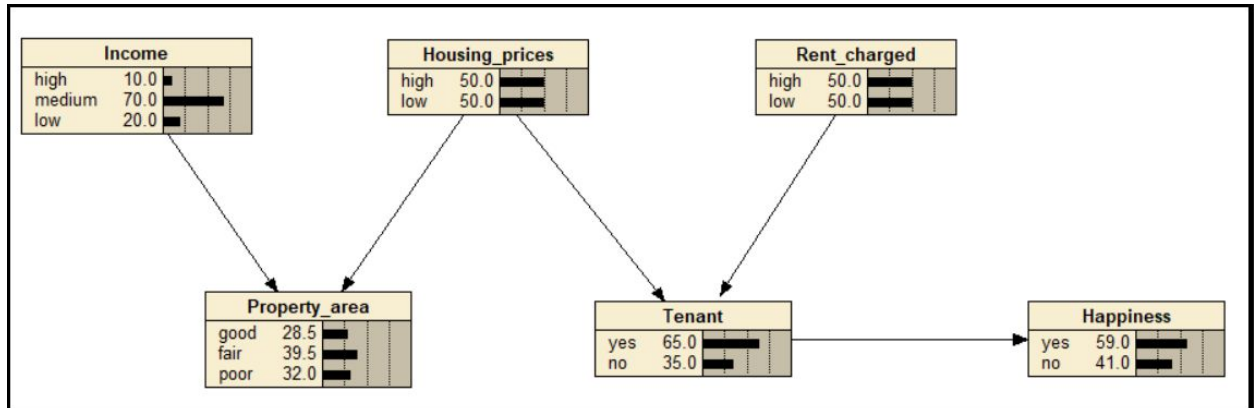 Income
high 10.0
medium 70.0
low 20.0
Housing_prices
high 50.0
low 50.0
Rent_charged
high 50.0
low 50.0
Property_area
good 28.5
fair 39.5
poor 32.0
Tenant
yes 65.0
no 35.0
Happiness
yes 59.0
no 41.0